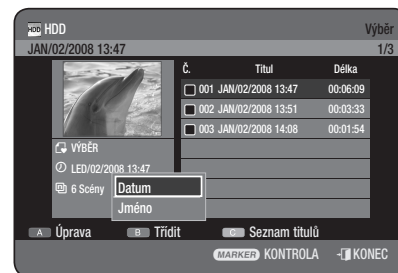 HDD HDD Výběr
JAN/02/2008 13:47 1/3
Č. Titul Délka
001 JAN/02/2008 13:47 00:06:09
002 JAN/02/2008 13:51 00:03:33
003 JAN/02/2008 14:08 00:01:54
VÝBĚR
LED/02/2008 13:47
6 Scény
Datum
Jméno
A Úprava B Třídit C Seznam titulů
MARKER KONTROLA KONEC